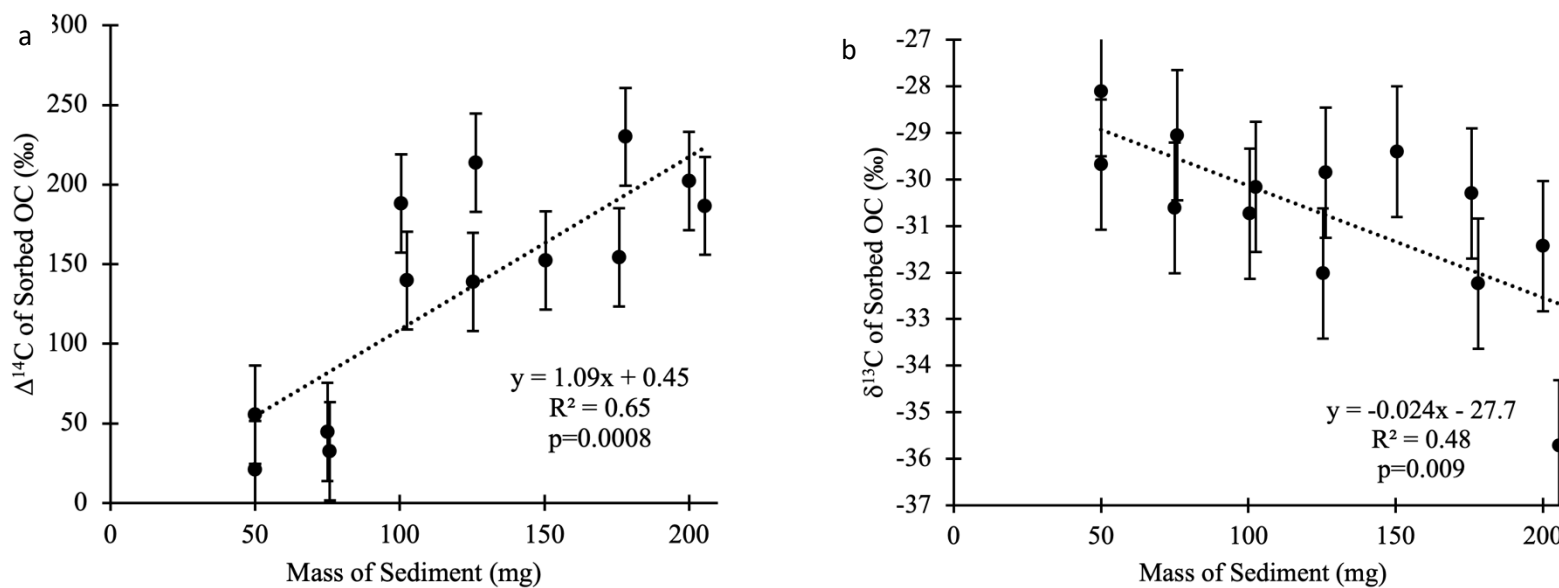 a
300
250
200
150
100
50
0
Δ¹⁴C of Sorbed OC (‰)
y = 1.09x + 0.45
R² = 0.65
p=0.0008
0 50 100 150 200
Mass of Sediment (mg)
b
-27
-28
-29
-30
-31
-32
-33
-34
-35
-36
-37
δ¹³C of Sorbed OC (‰)
y = -0.024x - 27.7
R² = 0.48
p=0.009
0 50 100 150 200
Mass of Sediment (mg)